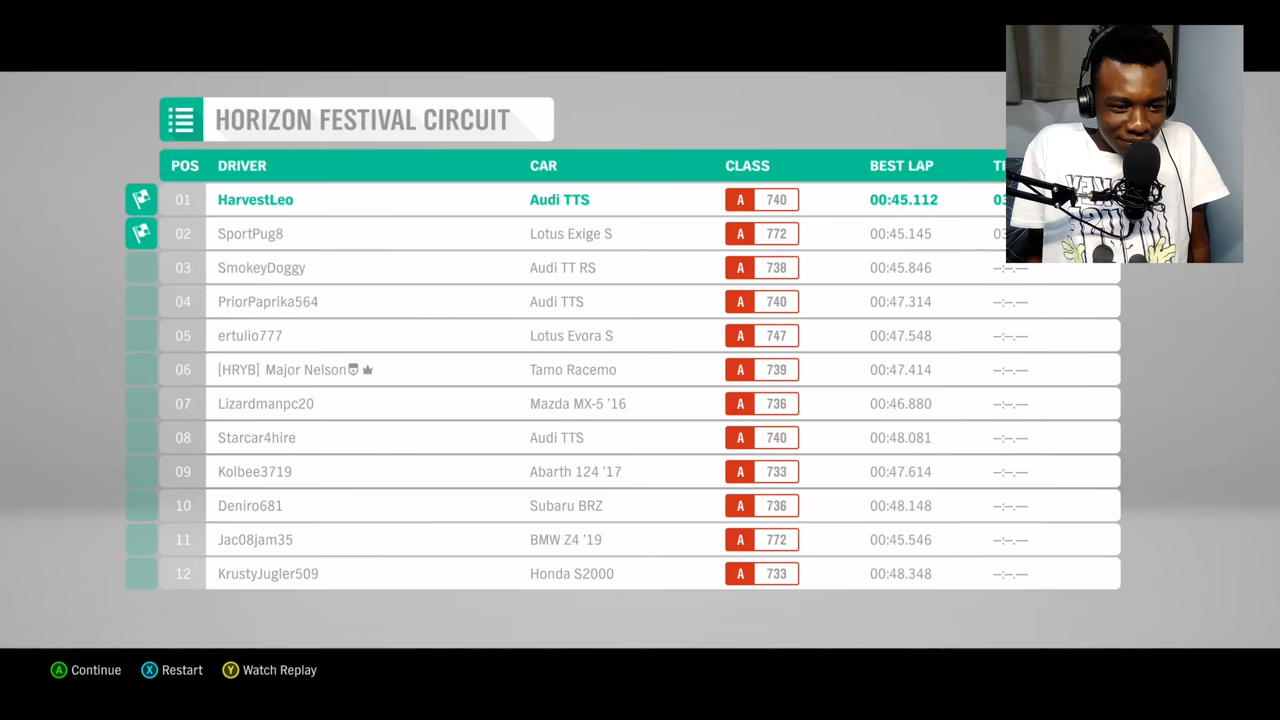 HORIZON FESTIVAL CIRCUIT
POS DRIVER CAR CLASS BEST LAP
01 HarvestLeo Audi TTS A 740 00:45.112
02 SportPug8 Lotus Exige S A 772 00:45.145
03 SmokeyDoggy Audi TT RS A 738 00:45.846 --:--.---
04 PriorPaprika564 Audi TTS A 740 00:47.314 --:--.---
05 ertulio777 Lotus Evora S A 747 00:47.548 --:--.---
06 [HRYB] Major Nelson Tamo Racemo A 739 00:47.414 --:--.---
07 Lizardmanpc20 Mazda MX-5 '16 A 736 00:46.880 --:--.---
08 Starcar4hire Audi TTS A 740 00:48.081 --:--.---
09 Kolbee3719 Abarth 124 '17 A 733 00:47.614 --:--.---
10 Deniro681 Subaru BRZ A 736 00:48.148 --:--.---
11 Jac08jam35 BMW Z4 '19 A 772 00:45.546 --:--.---
12 KrustyJugler509 Honda S2000 A 733 00:48.348 --:--.---
A Continue X Restart Y Watch Replay